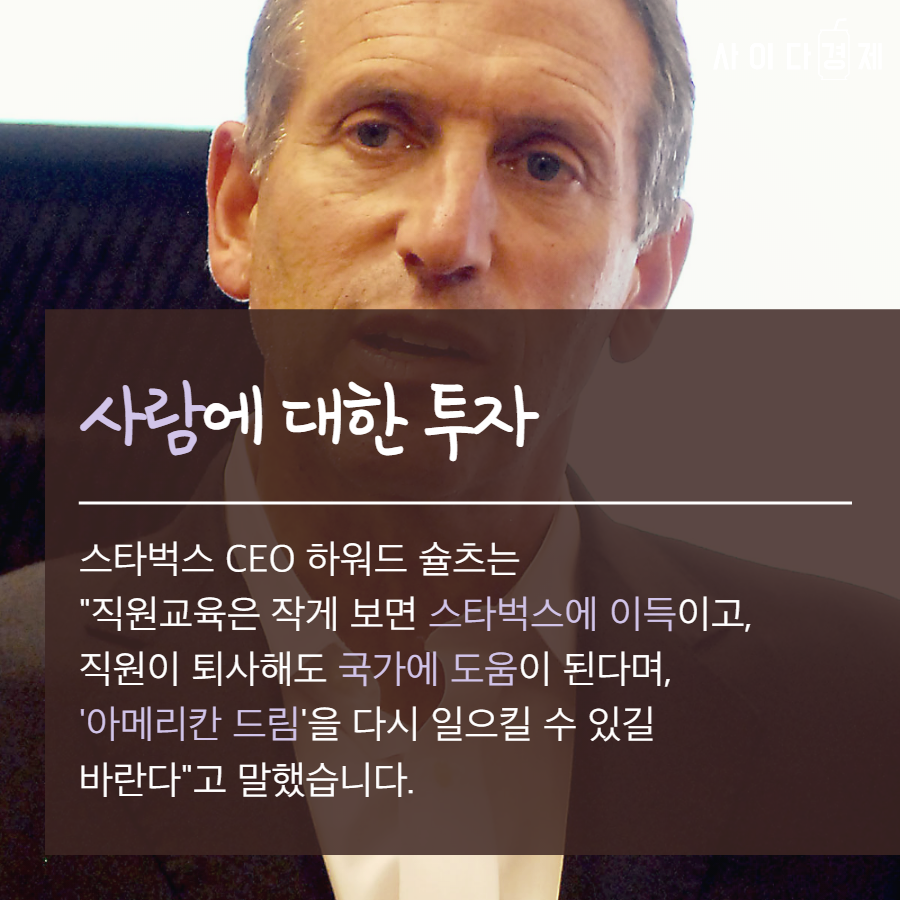 사이다경제
사람에 대한 투자
스타벅스 CEO 하워드 슐츠는
"직원교육은 작게 보면 스타벅스에 이득이고,
직원이 퇴사해도 국가에 도움이 된다며,
'아메리칸 드림'을 다시 일으킬 수 있길
바란다"고 말했습니다.